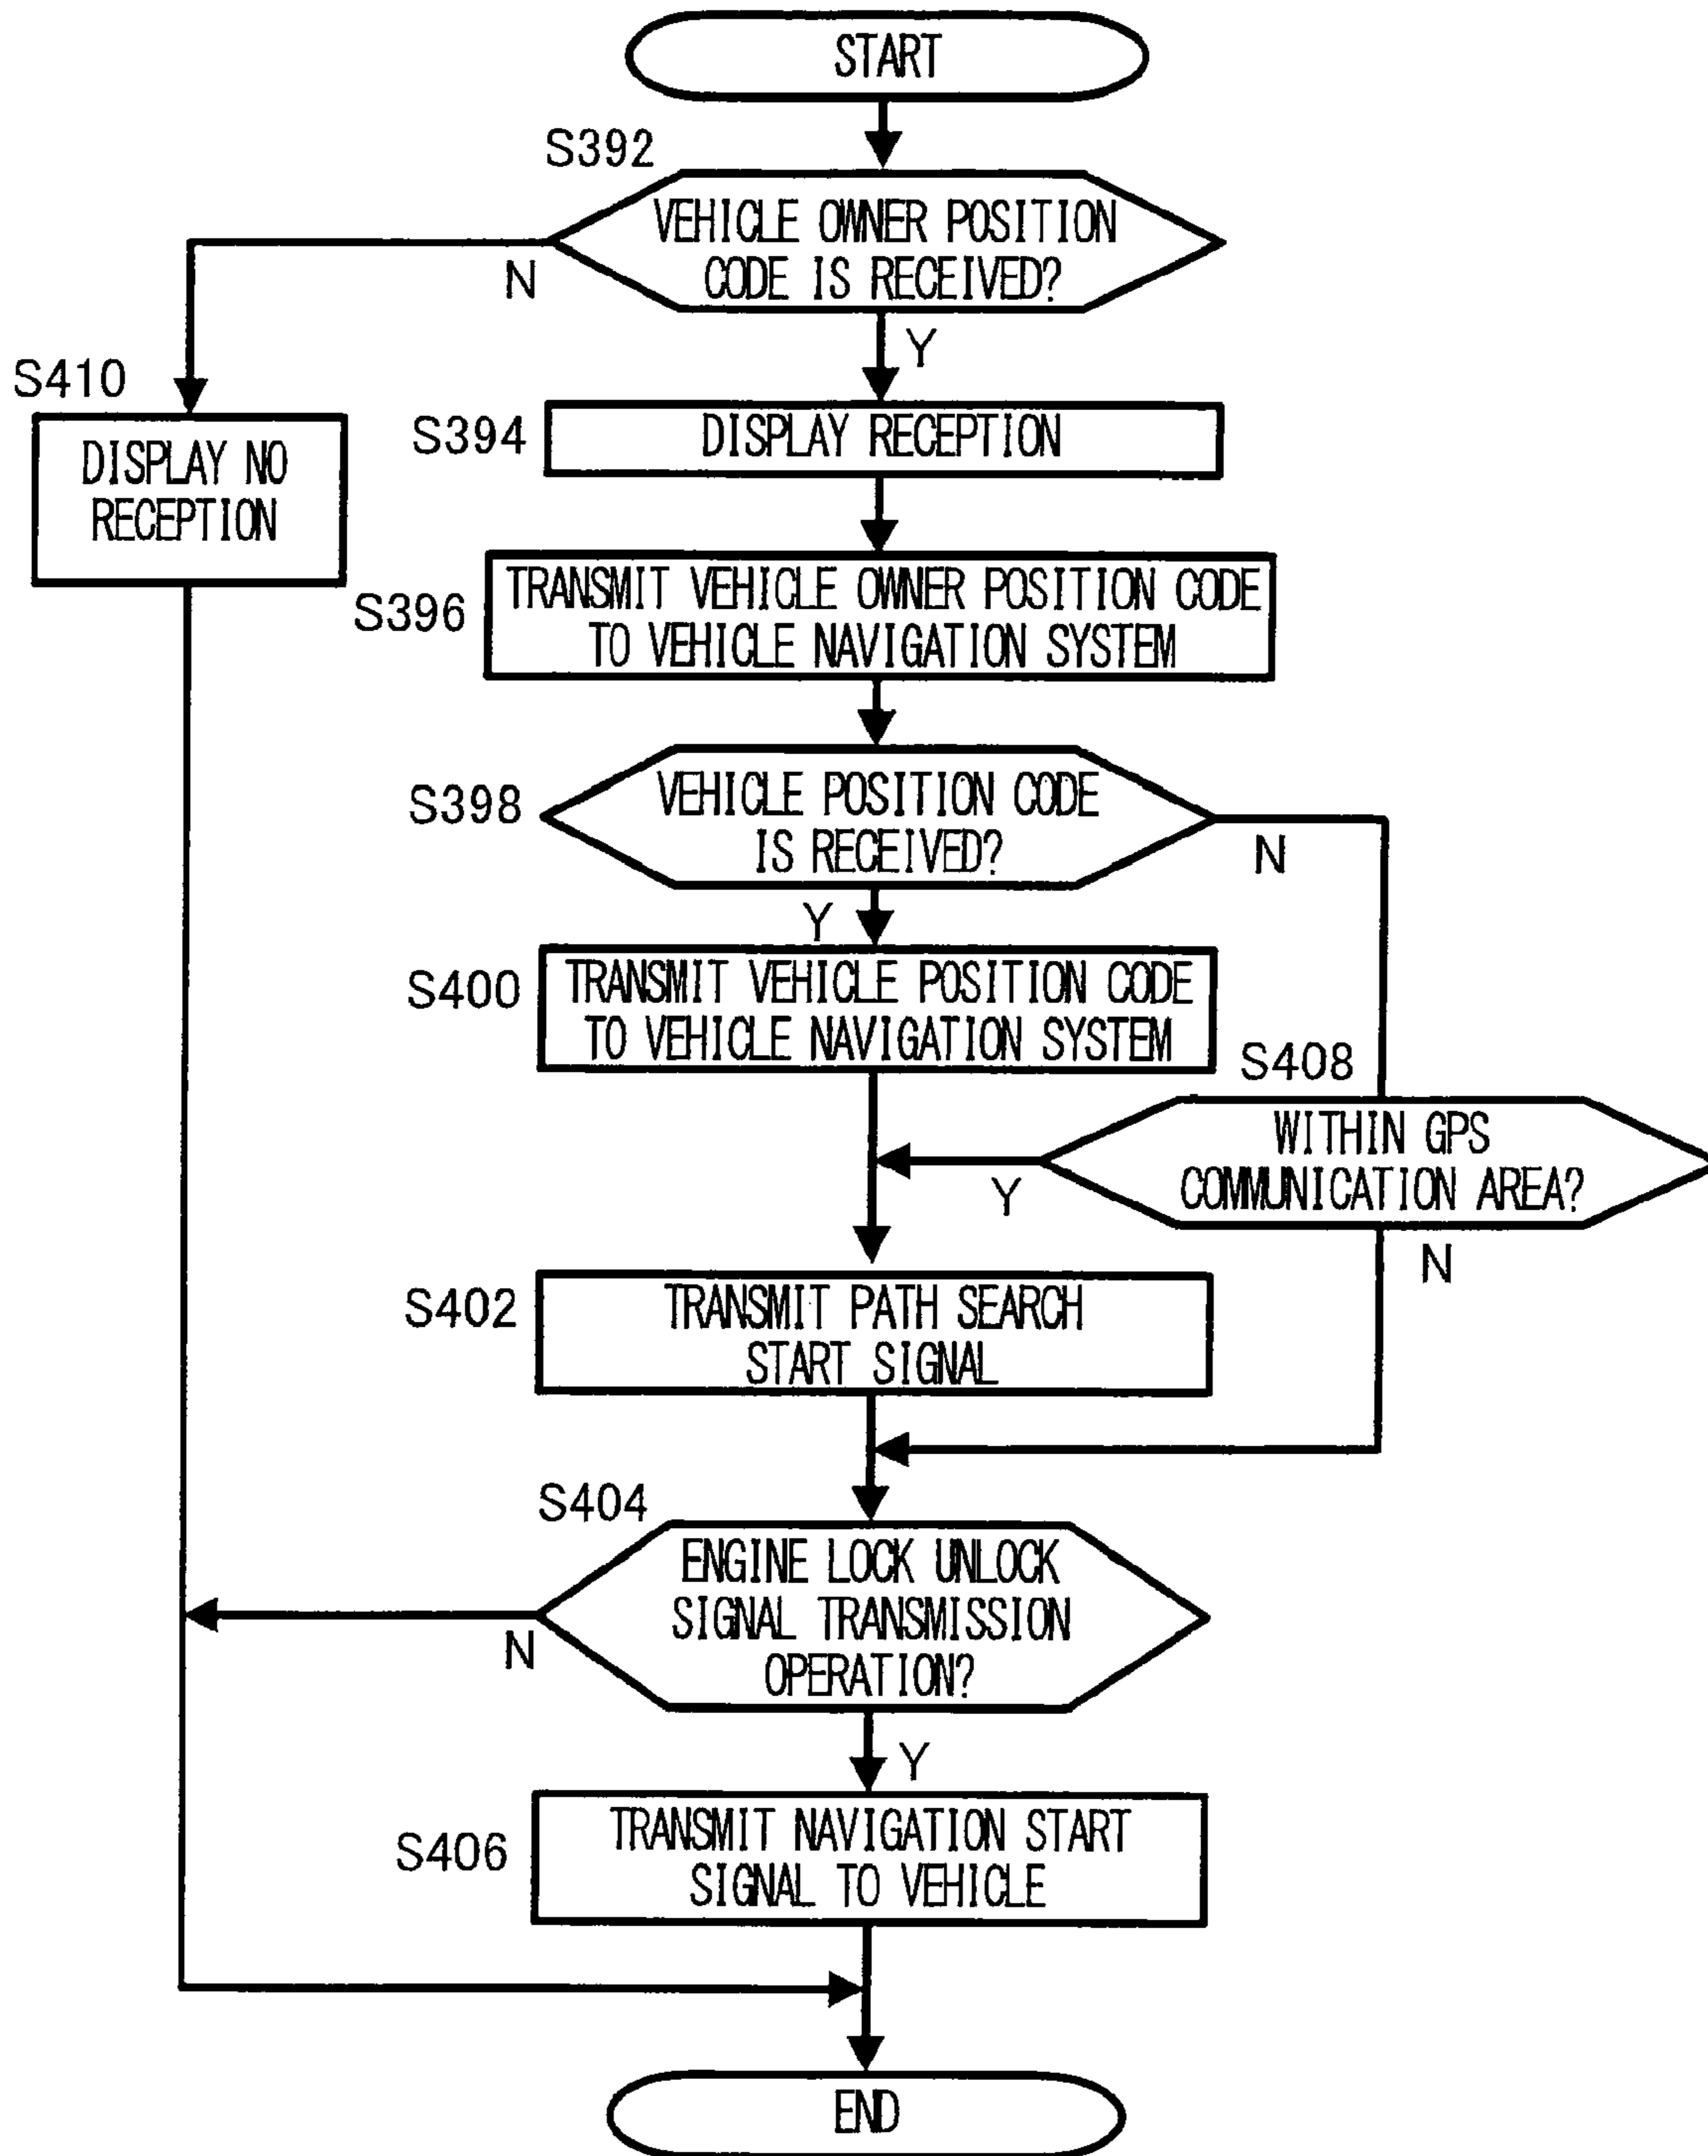 START
S392
VEHICLE OWNER POSITION
CODE IS RECEIVED?
N
Y
S410
DISPLAY NO
RECEPTION
S394
DISPLAY RECEPTION
S396
TRANSMIT VEHICLE OWNER POSITION CODE
TO VEHICLE NAVIGATION SYSTEM
S398
VEHICLE POSITION CODE
IS RECEIVED?
N
Y
S400
TRANSMIT VEHICLE POSITION CODE
TO VEHICLE NAVIGATION SYSTEM
S408
WITHIN GPS
COMMUNICATION AREA?
Y
N
S402
TRANSMIT PATH SEARCH
START SIGNAL
S404
ENGINE LOCK UNLOCK
SIGNAL TRANSMISSION
OPERATION?
N
Y
S406
TRANSMIT NAVIGATION START
SIGNAL TO VEHICLE
END